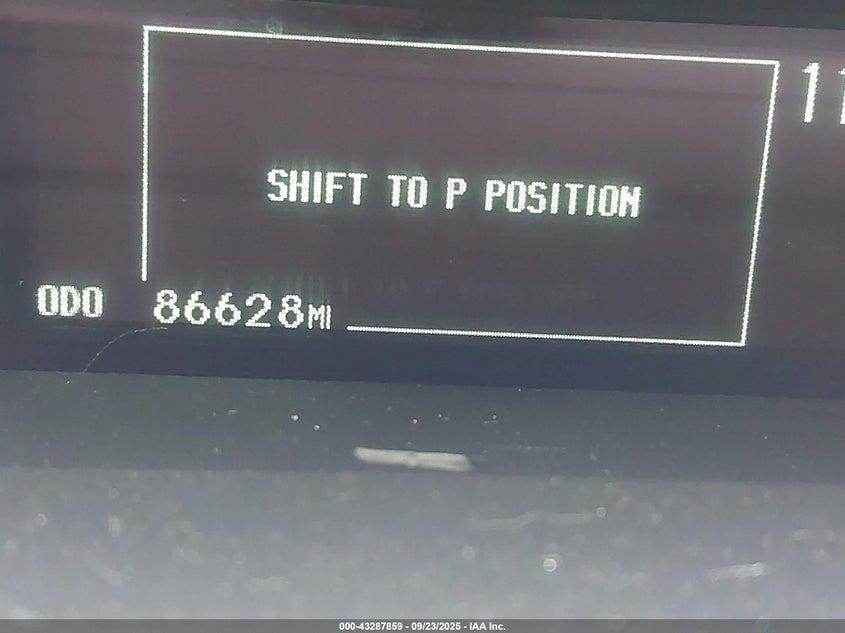 SHIFT TO P POSITION
ODO 86628MI
000-43287859 - 09/23/2025 - IAA Inc.